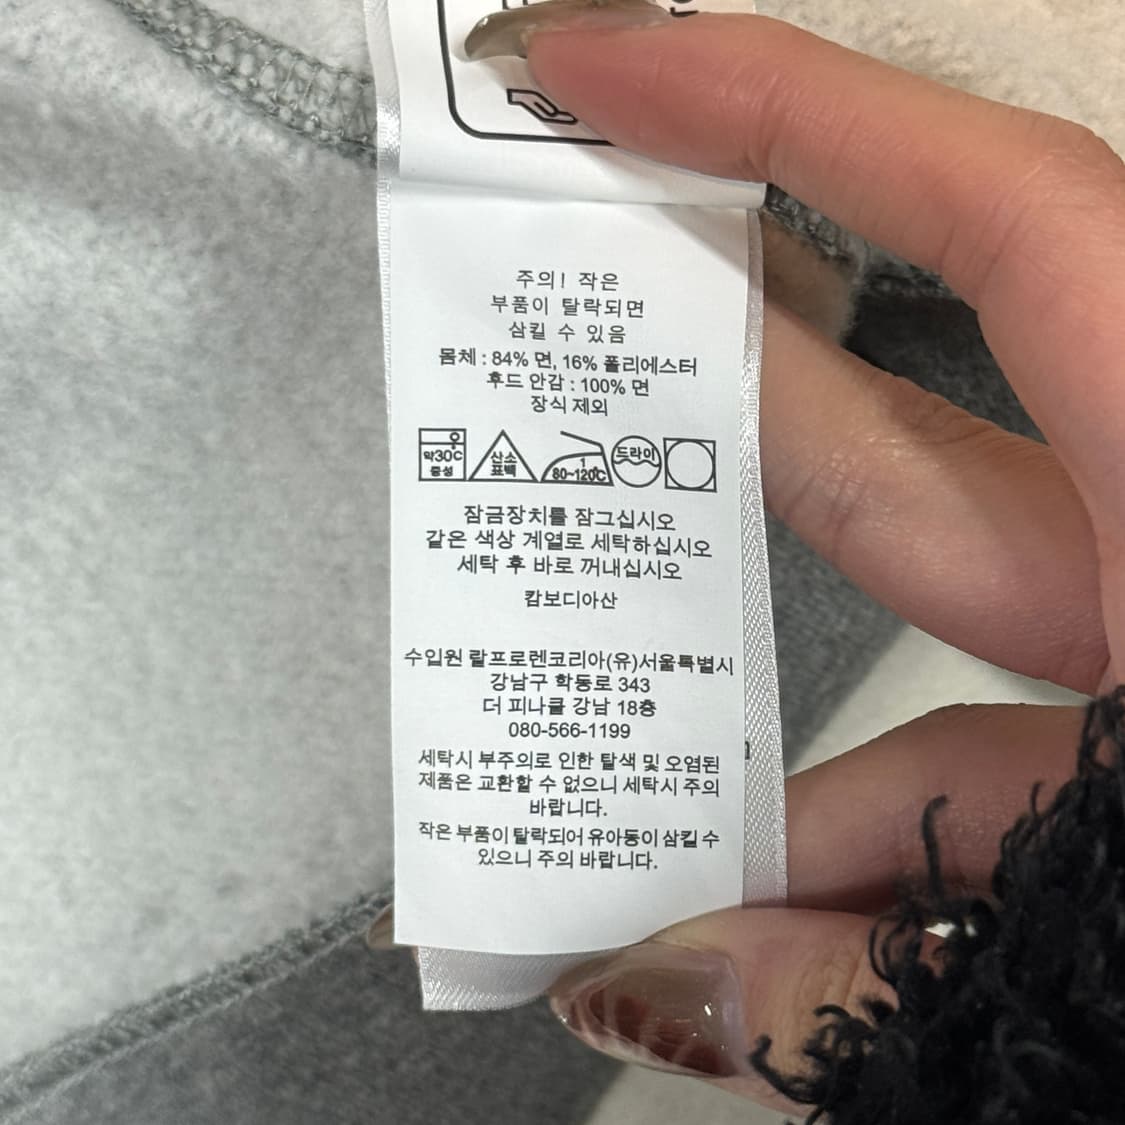 주의! 작은
부품이 탈락되면
삼킬 수 있음
몸체 : 84% 면, 16% 폴리에스터
후드 안감 : 100% 면
장식 제외
약30℃
중성
산소
표백
1
80~120℃
드라이
잠금장치를 잠그십시오
같은 색상 계열로 세탁하십시오
세탁 후 바로 꺼내십시오
캄보디아산
수입원 랄프로렌코리아(유)서울특별시
강남구 학동로 343
더 피나클 강남 18층
080-566-1199
세탁시 부주의로 인한 탈색 및 오염된
제품은 교환할 수 없으니 세탁시 주의
바랍니다.
작은 부품이 탈락되어 유아동이 삼킬 수
있으니 주의 바랍니다.